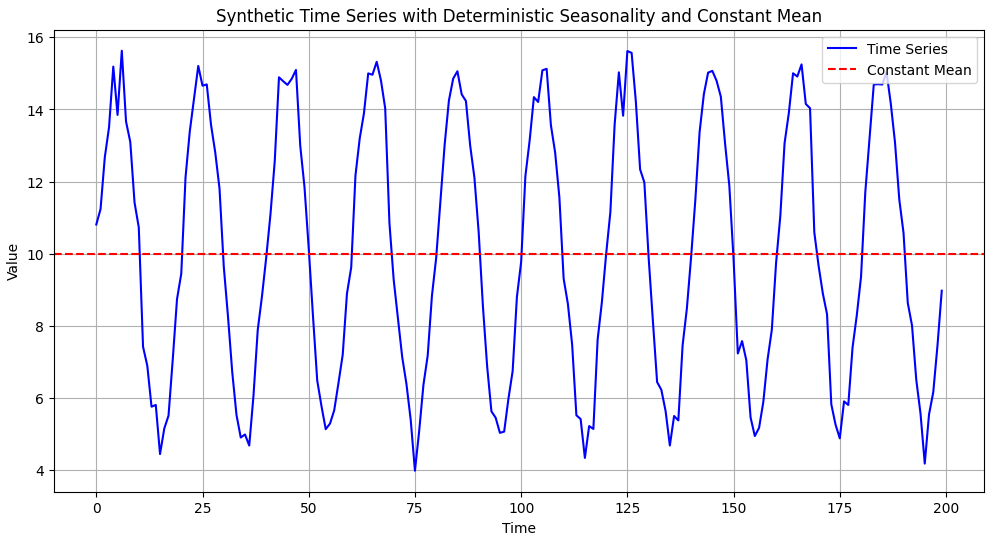 Synthetic Time Series with Deterministic Seasonality and Constant Mean
16
14
12
10
8
6
4
Value
Time Series
Constant Mean
0 25 50 75 100 125 150 175 200
Time